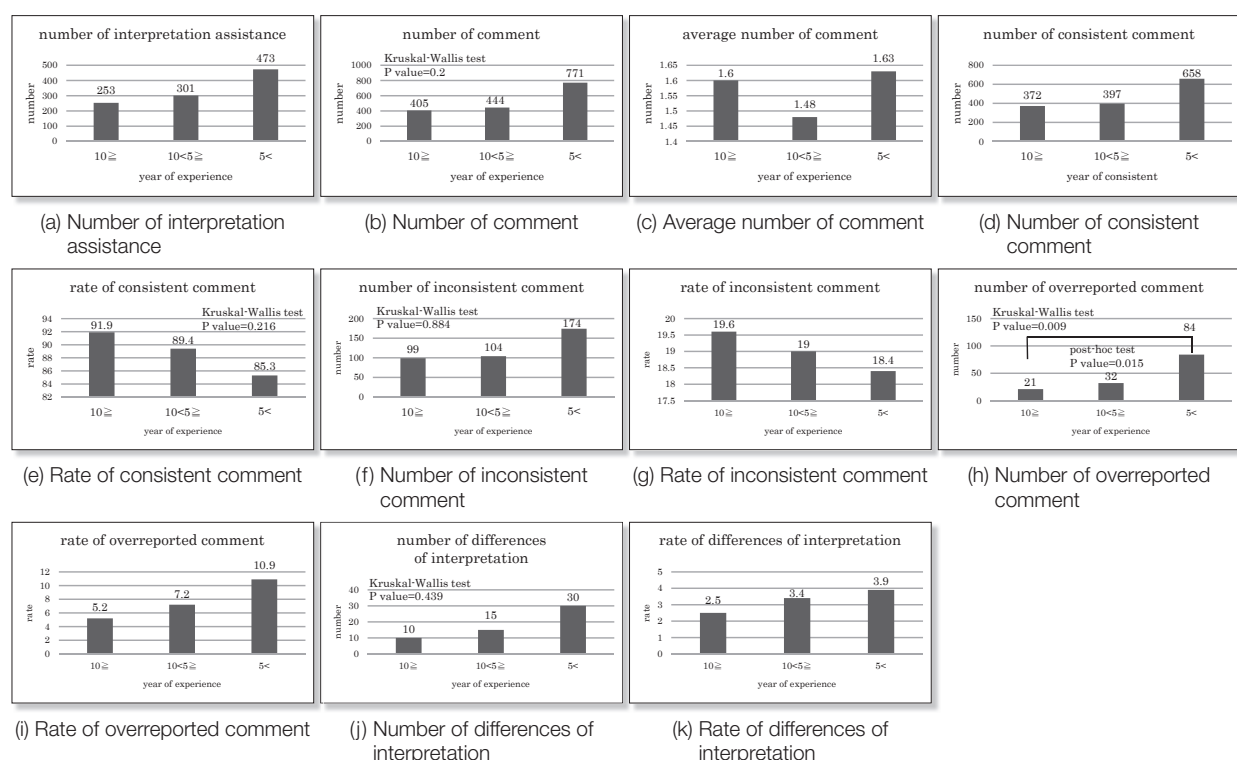 number of interpretation assistance
500
400
300
200
100
0
number
253
301
473
10≧
10<5≧
5<
year of experience
(a) Number of interpretation
assistance
number of comment
Kruskal-Wallis test
P value=0.2
1000
800
600
400
200
0
number
405
444
771
10≧
10<5≧
5<
year of experience
(b) Number of comment
average number of comment
1.65
1.6
1.55
1.5
1.45
1.4
number
1.6
1.48
1.63
10≧
10<5≧
5<
year of experience
(c) Average number of comment
number of consistent comment
800
600
400
200
0
number
372
397
658
10≧
10<5≧
5<
year of consistent
(d) Number of consistent
comment
rate of consistent comment
Kruskal-Wallis test
P value=0.216
94
92
90
88
86
84
82
rate
91.9
89.4
85.3
10≧
10<5≧
5<
year of experience
(e) Rate of consistent comment
number of inconsistent comment
Kruskal-Wallis test
P value=0.884
200
150
100
50
0
number
99
104
174
10≧
10<5≧
5<
year of experience
(f) Number of inconsistent
comment
rate of inconsistent comment
20
19.5
19
18.5
18
17.5
rate
19.6
19
18.4
10≧
10<5≧
5<
year of experience
(g) Rate of inconsistent comment
number of overreported comment
Kruskal-Wallis test
P value=0.009
150
100
50
0
number
post-hoc test
P value=0.015
21
32
84
10≧
10<5≧
5<
year of experience
(h) Number of overreported
comment
rate of overreported comment
12
10
8
6
4
2
0
rate
5.2
7.2
10.9
10≧
10<5≧
5<
year of experience
(i) Rate of overreported comment
number of differences
of interpretation
Kruskal-Wallis test
P value=0.439
40
30
20
10
0
number
10
15
30
10≧
10<5≧
5<
year of experience
(j) Number of differences of
interpretation
rate of differences of interpretation
5
4
3
2
1
0
rate
2.5
3.4
3.9
10≧
10<5≧
5<
year of experience
(k) Rate of differences of
interpretation